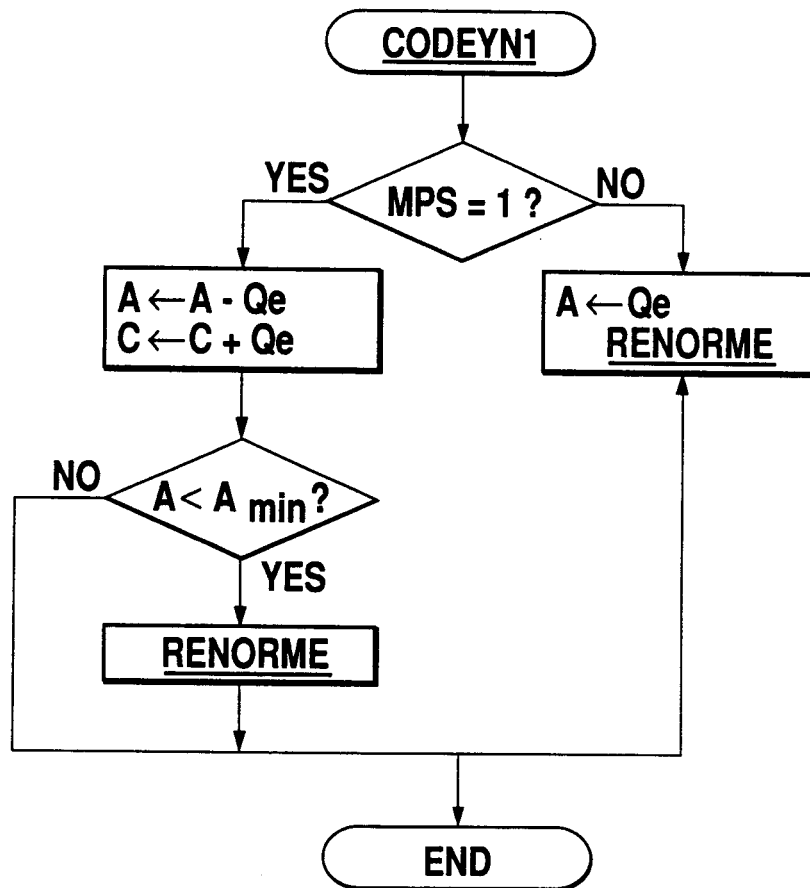 CODEYN1
YES
MPS = 1 ?
NO
A ← A - Qe
C ← C + Qe
A ← Qe
RENORME
NO
A < A min ?
YES
RENORME
END